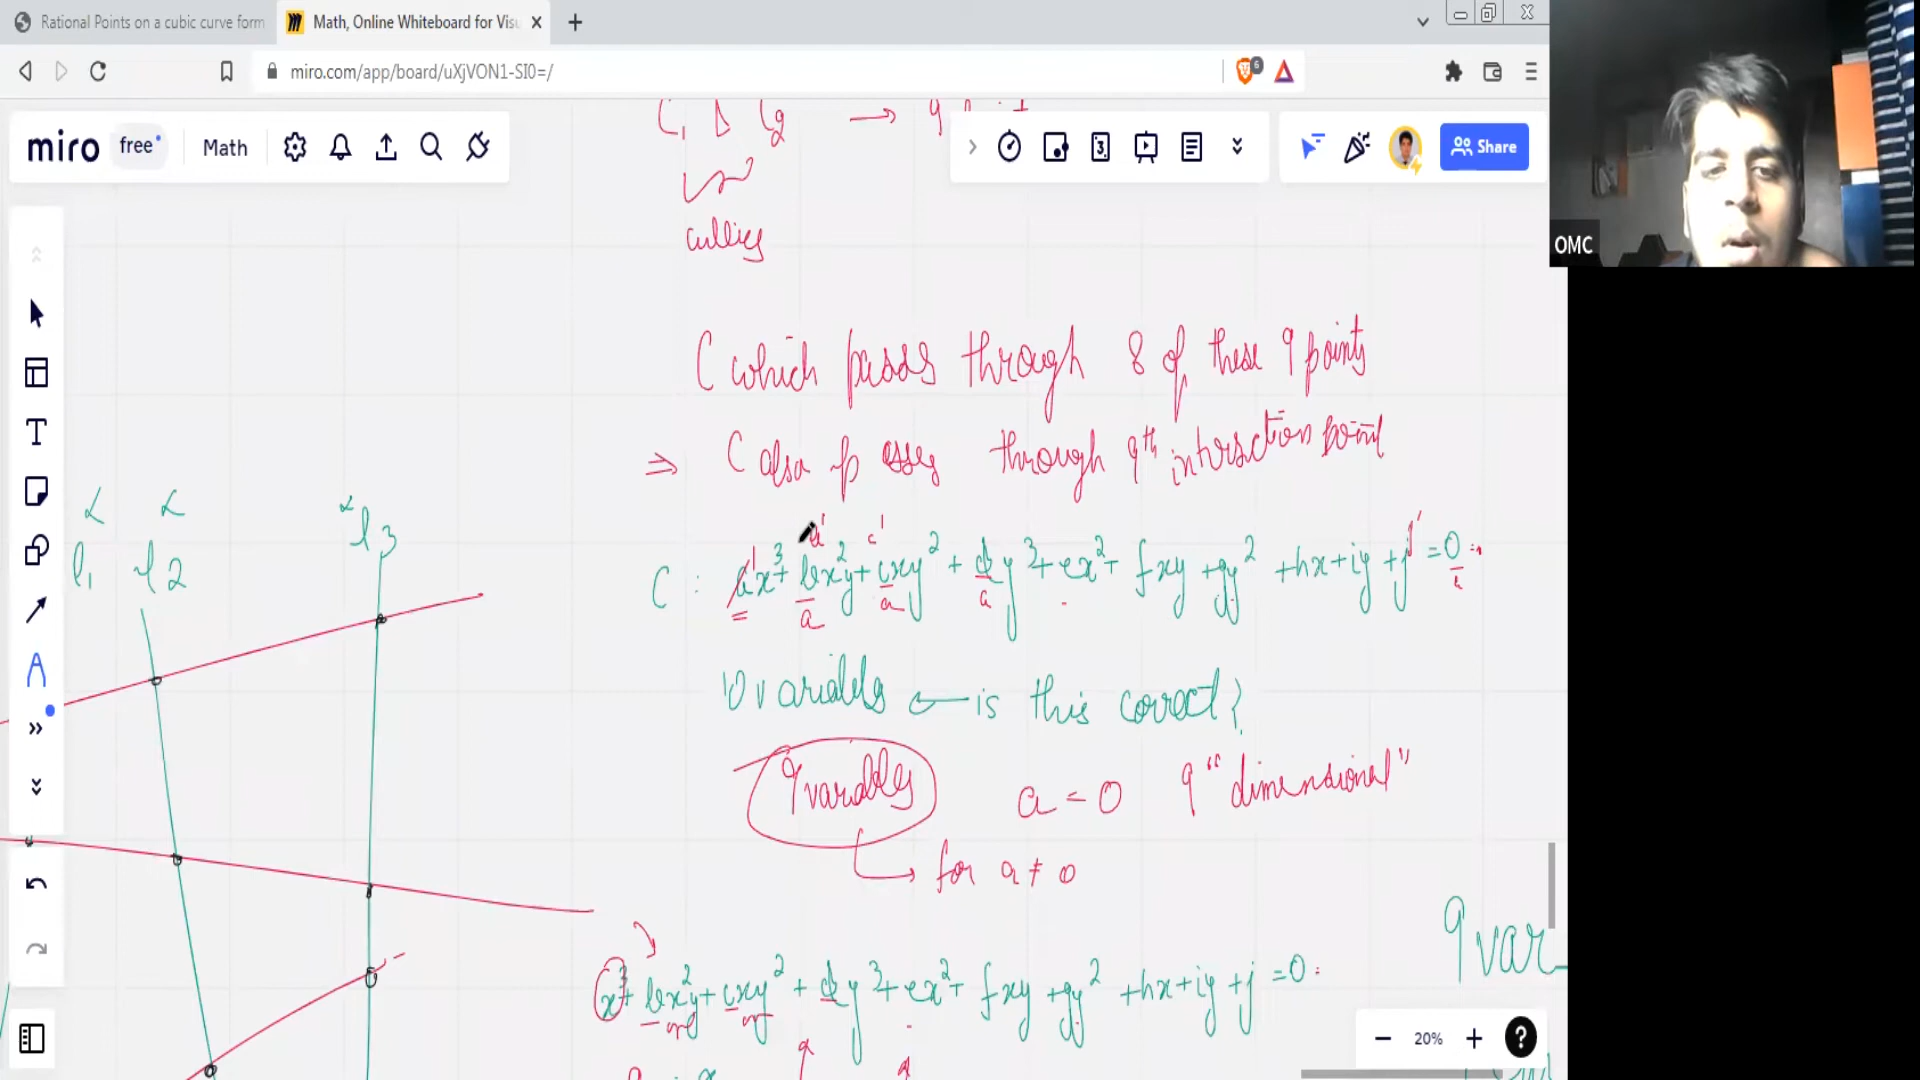 Rational Points on a cubic curve form
Math, Online Whiteboard for Visu
miro.com/app/board/uXjVON1-SI0=/
6
miro free Math
3
Share
OMC
C which passes through 8 of these 9 points
⇒ C also passes through 9th intersection point
l1 l2 l3
C : ax³ + bx²y + cxy² + dy³ + ex² + fxy + gy² + hx + iy + j = 0
10 variables ← is this correct?
9 variables a = 0 9 "dimensional"
↳ for a ≠ 0
9 var
x³ + bx²y + cxy² + dy³ + ex² + fxy + gy² + hx + iy + j = 0
20%